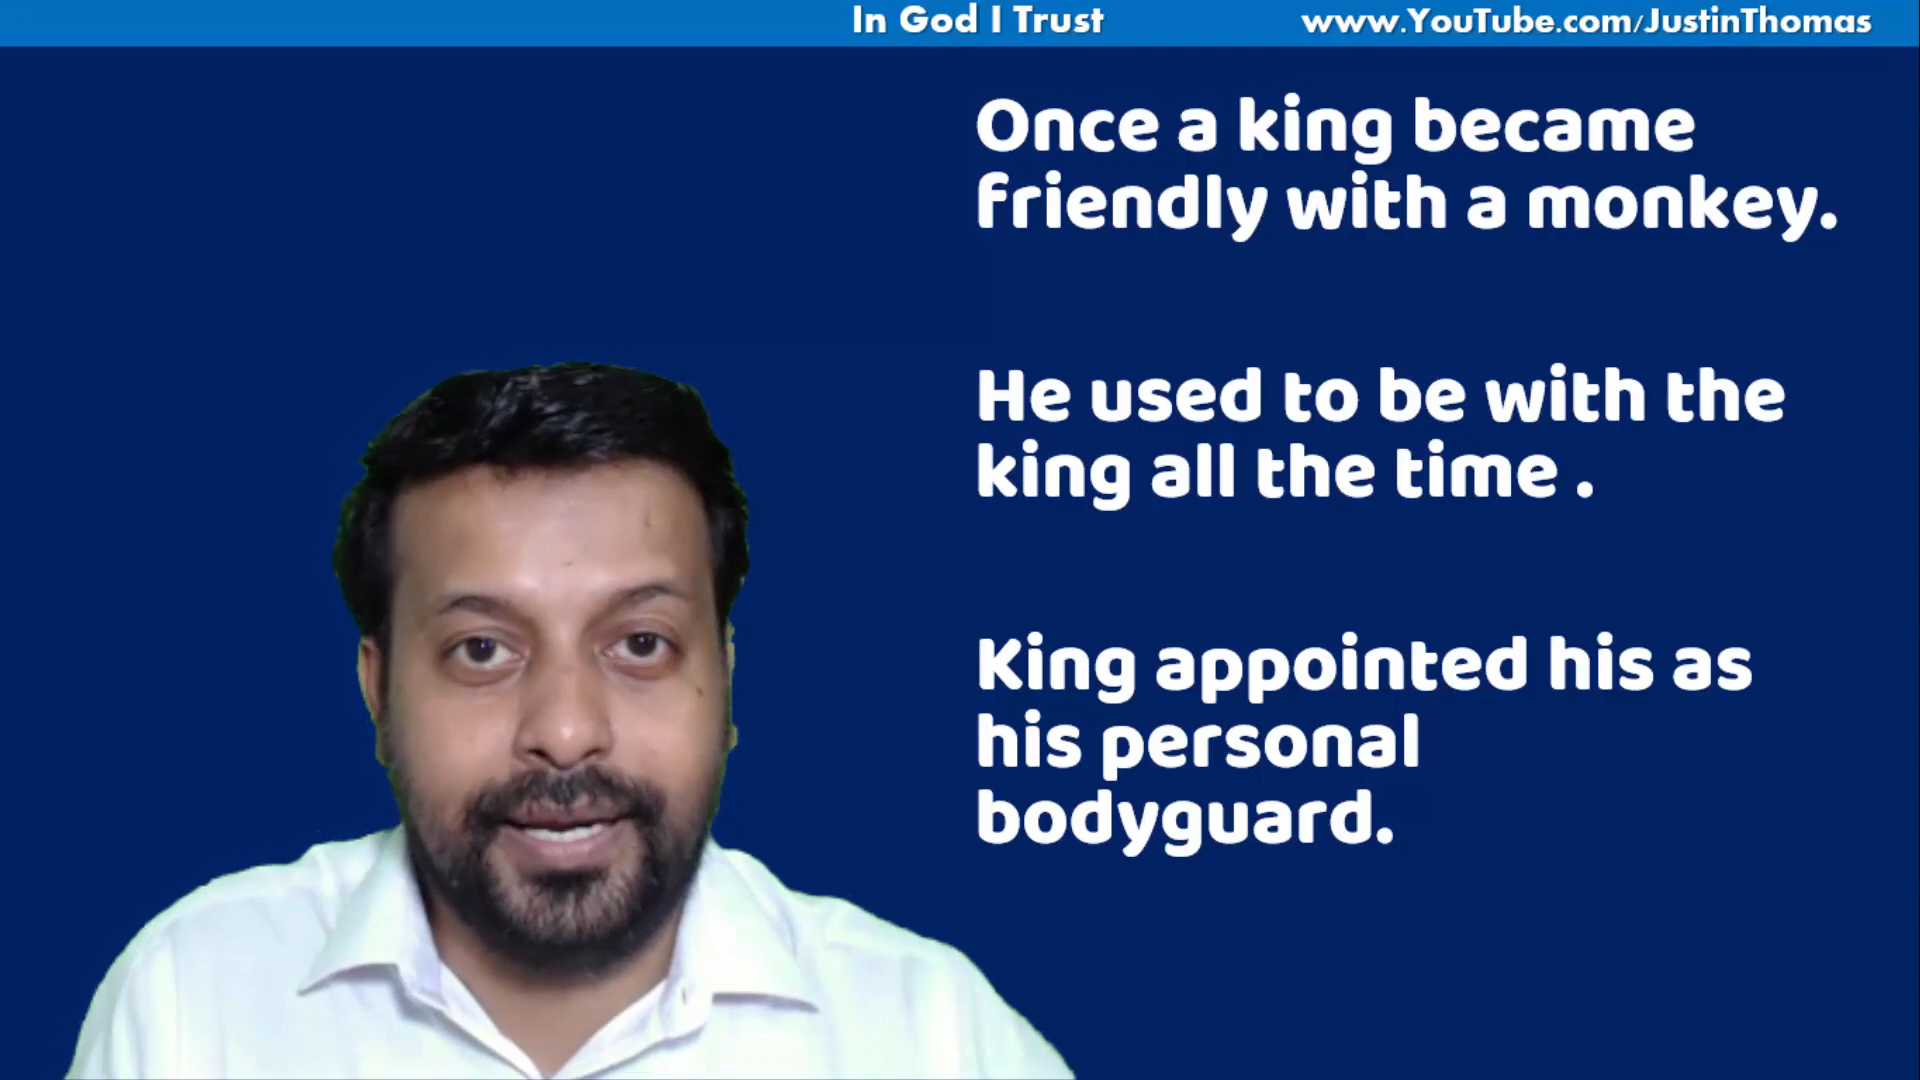 In God I Trust
www.YouTube.com/JustinThomas
Once a king became
friendly with a monkey.
He used to be with the
king all the time .
King appointed his as
his personal
bodyguard.